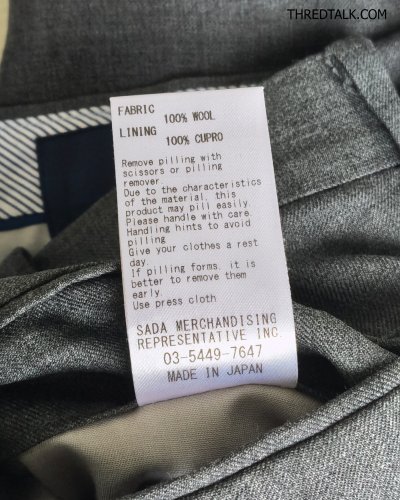 THREDTALK.COM
FABRIC 100% WOOL
LINING 100% CUPRO
Remove pilling with
scissors or pilling
remover.
Due to the characteristics
of the material, this
product may pill easily.
Please handle with care.
Handling hints to avoid
pilling
Give your clothes a rest
day.
If pilling forms, it is
better to remove them
early.
Use press cloth
SADA MERCHANDISING
REPRESENTATIVE INC.
03-5449-7647
MADE IN JAPAN